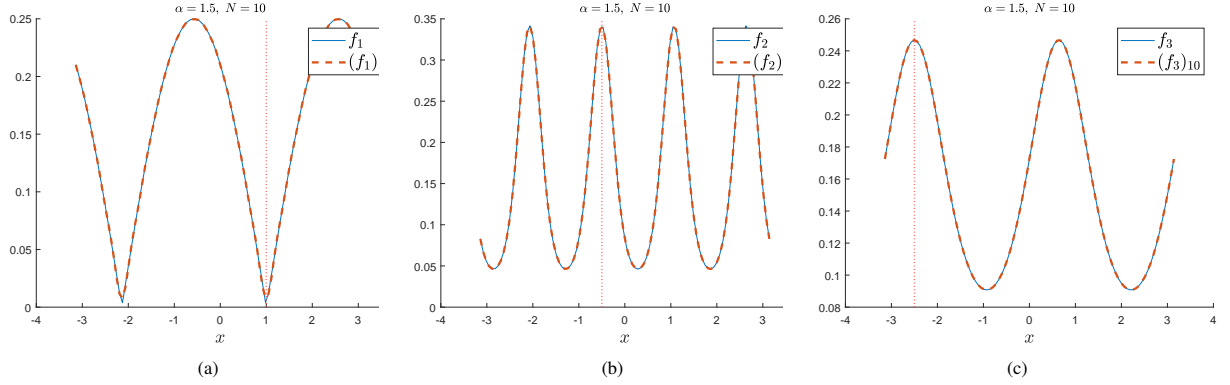 α = 1.5, N = 10
0.25
0.2
0.15
0.1
0.05
0
-4 -3 -2 -1 0 1 2 3
x
f1
(f1)
(a)
α = 1.5, N = 10
0.35
0.3
0.25
0.2
0.15
0.1
0.05
0
-4 -3 -2 -1 0 1 2 3
x
f2
(f2)
(b)
α = 1.5, N = 10
0.26
0.24
0.22
0.2
0.18
0.16
0.14
0.12
0.1
0.08
-4 -3 -2 -1 0 1 2 3 4
x
f3
(f3)10
(c)